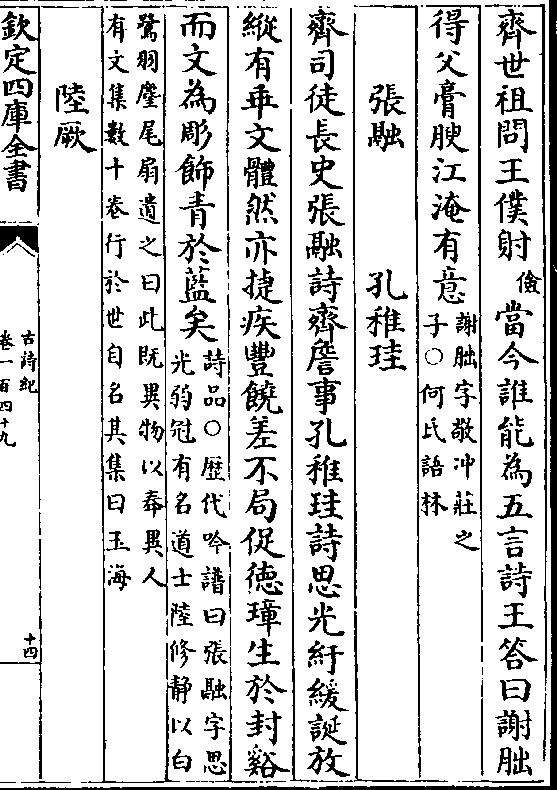 齊世祖問王僕射儉當今誰能為五言詩王答曰謝朏
得父膏腴江淹有意謝朏字敬冲莊之
子○何氏語林
張融　孔稚珪
齊司徒長史張融詩齊詹事孔稚珪詩思光紆緩誕放
縱有乖文體然亦捷疾豐饒差不局促德璋生於封谿
而文為彫飾青於藍矣詩品○歷代吟譜曰張融字思
光弱冠有名道士陸修静以白
鷺羽麈尾扇遺之曰此既異物以奉異人
有文集數十卷行於世自名其集曰玉海
陸厥
欽定四庫全書
古詩紀
卷一百四十九
十四